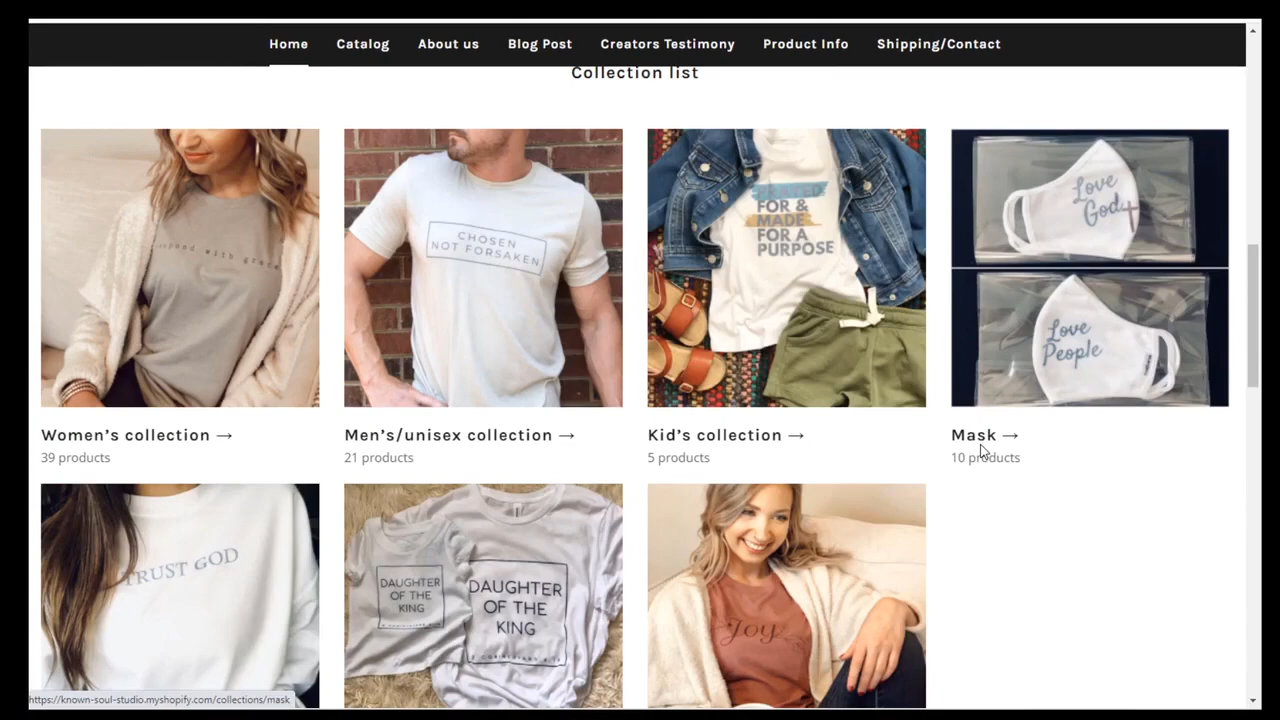 Home Catalog About us Blog Post Creators Testimony Product Info Shipping/Contact
Collection list
with grace
CHOSEN
NOT FORSAKEN
FOR &
MADE
FOR A
PURPOSE
Love
God
Love
People
Women's collection →
Men's/unisex collection →
Kid's collection →
Mask →
39 products
21 products
5 products
10 products
TRUST GOD
DAUGHTER
OF THE
KING
DAUGHTER
OF THE
KING
Joy
https://known-soul-studio.myshopify.com/collections/mask